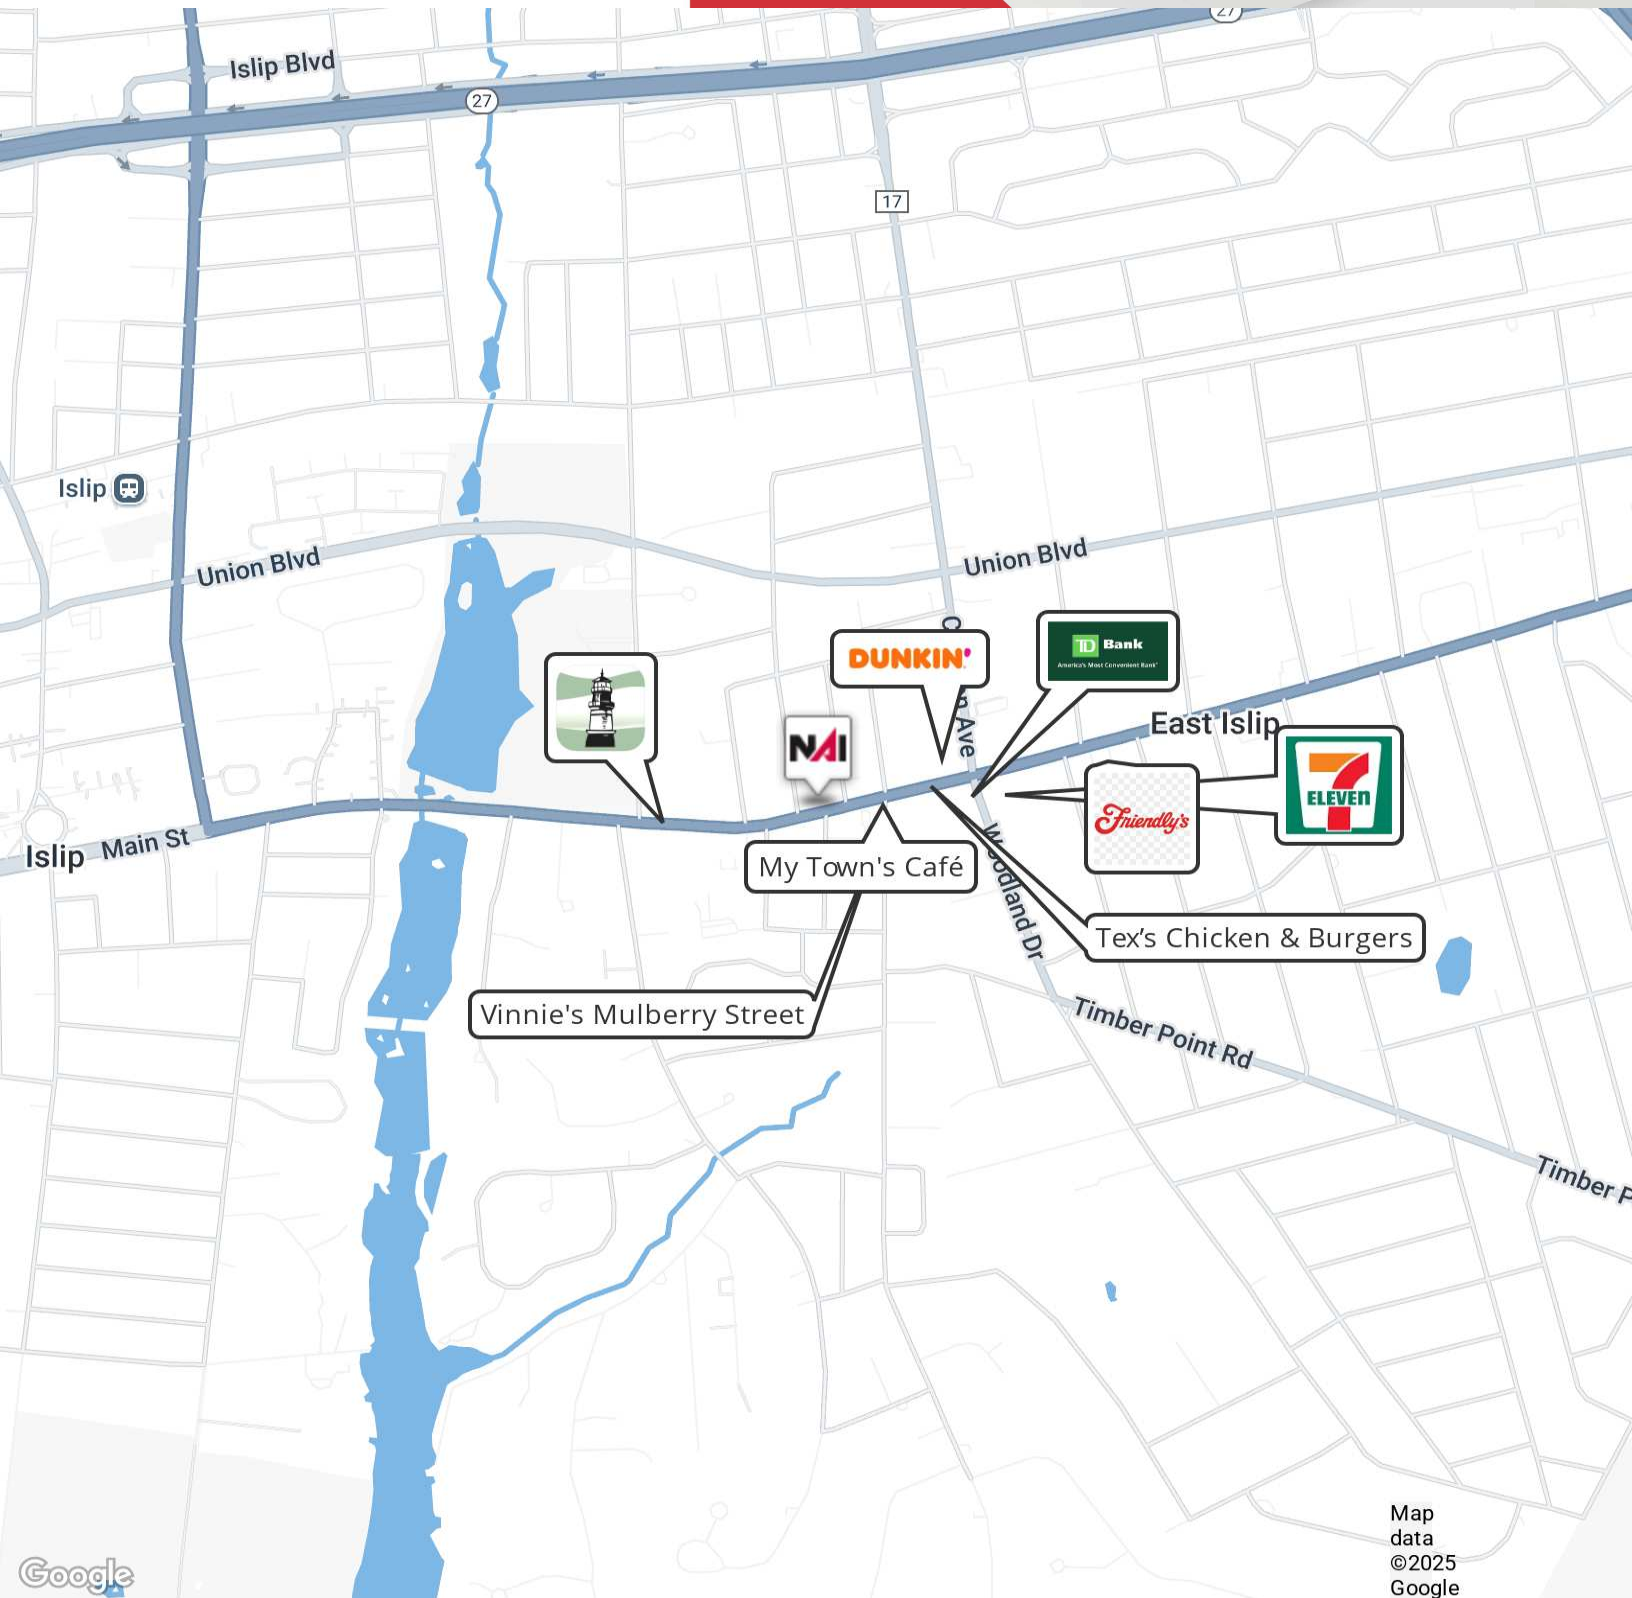 27
Islip Blvd
27
17
Islip
Union Blvd
Union Blvd
DUNKIN'
TD Bank
America's Most Convenient Bank®
NAI
East Islip
7
ELEVEN
Friendly's
Main St
Islip
My Town's Café
Woodland Dr
Tex's Chicken & Burgers
Vinnie's Mulberry Street
Timber Point Rd
Map
data
©2025
Google
Google